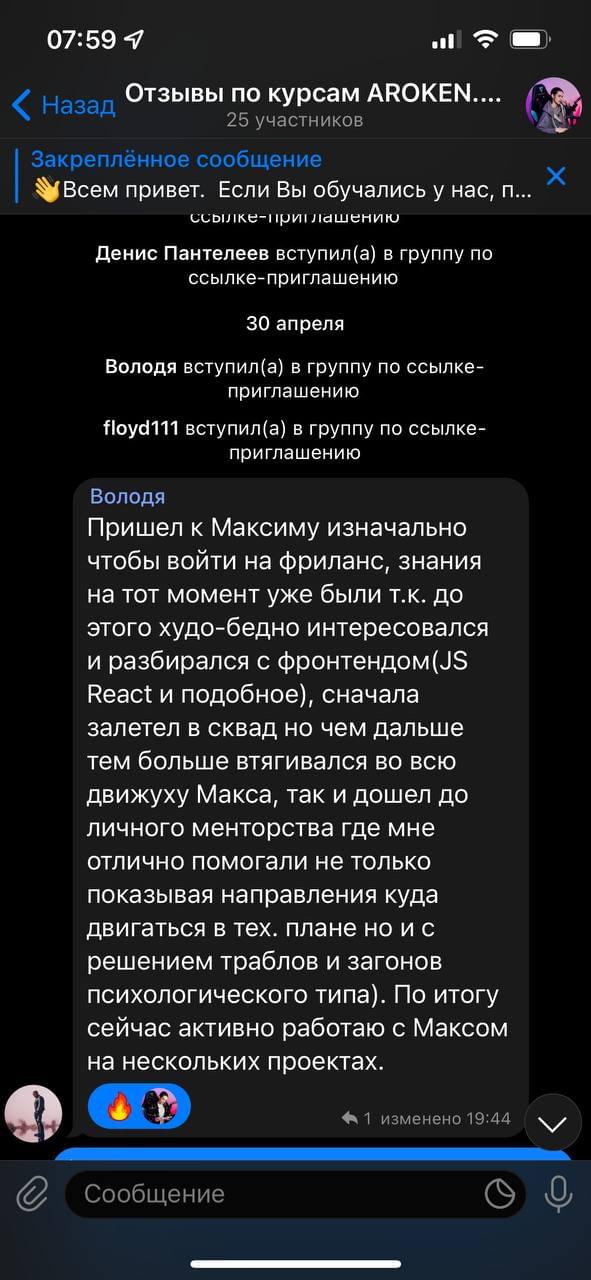 07:59
Назад
Отзывы по курсам AROKEN....
25 участников
Закреплённое сообщение
👋Всем привет. Если Вы обучались у нас, п...
ссылке-приглашению
Денис Пантелеев вступил(а) в группу по
ссылке-приглашению
30 апреля
Володя вступил(а) в группу по ссылке-
приглашению
floyd111 вступил(а) в группу по ссылке-
приглашению
Володя
Пришел к Максиму изначально
чтобы войти на фриланс, знания
на тот момент уже были т.к. до
этого худо-бедно интересовался
и разбирался с фронтендом(JS
React и подобное), сначала
залетел в сквад но чем дальше
тем больше втягивался во всю
движуху Макса, так и дошел до
личного менторства где мне
отлично помогали не только
показывая направления куда
двигаться в тех. плане но и с
решением траблов и загонов
психологического типа). По итогу
сейчас активно работаю с Максом
на нескольких проектах.
🔥
1 изменено 19:44
Сообщение